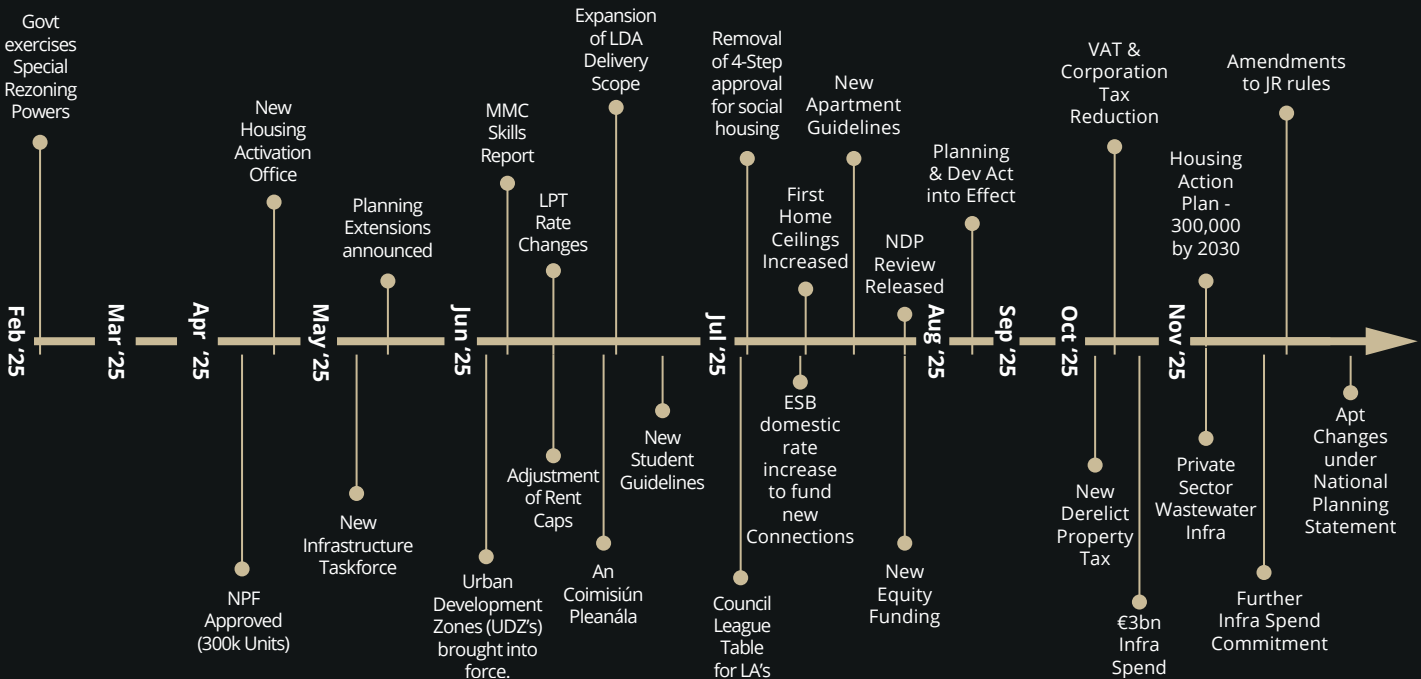 Govt
exercises
Special
Rezoning
Powers
New
Housing
Activation
Office
Planning
Extensions
announced
MMC
Skills
Report
LPT
Rate
Changes
Expansion
of LDA
Delivery
Scope
Removal
of 4-Step
approval
for social
housing
First
Home
Ceilings
Increased
New
Apartment
Guidelines
NDP
Review
Released
Planning
& Dev Act
into Effect
VAT &
Corporation
Tax
Reduction
Housing
Action
Plan -
300,000
by 2030
Amendments
to JR rules
Feb ‘25
Mar ‘25
Apr ‘25
May ‘25
Jun ‘25
Jul ‘25
Aug ‘25
Sep ‘25
Oct ‘25
Nov ‘25
NPF
Approved
(300k Units)
New
Infrastructure
Taskforce
Urban
Development
Zones (UDZ’s)
brought into
force.
Adjustment
of Rent
Caps
An
Coimisiún
Pleanála
New
Student
Guidelines
Council
League
Table
for LA’s
ESB
domestic
rate
increase
to fund
new
Connections
New
Equity
Funding
New
Derelict
Property
Tax
€3bn
Infra
Spend
Private
Sector
Wastewater
Infra
Further
Infra Spend
Commitment
Apt
Changes
under
National
Planning
Statement